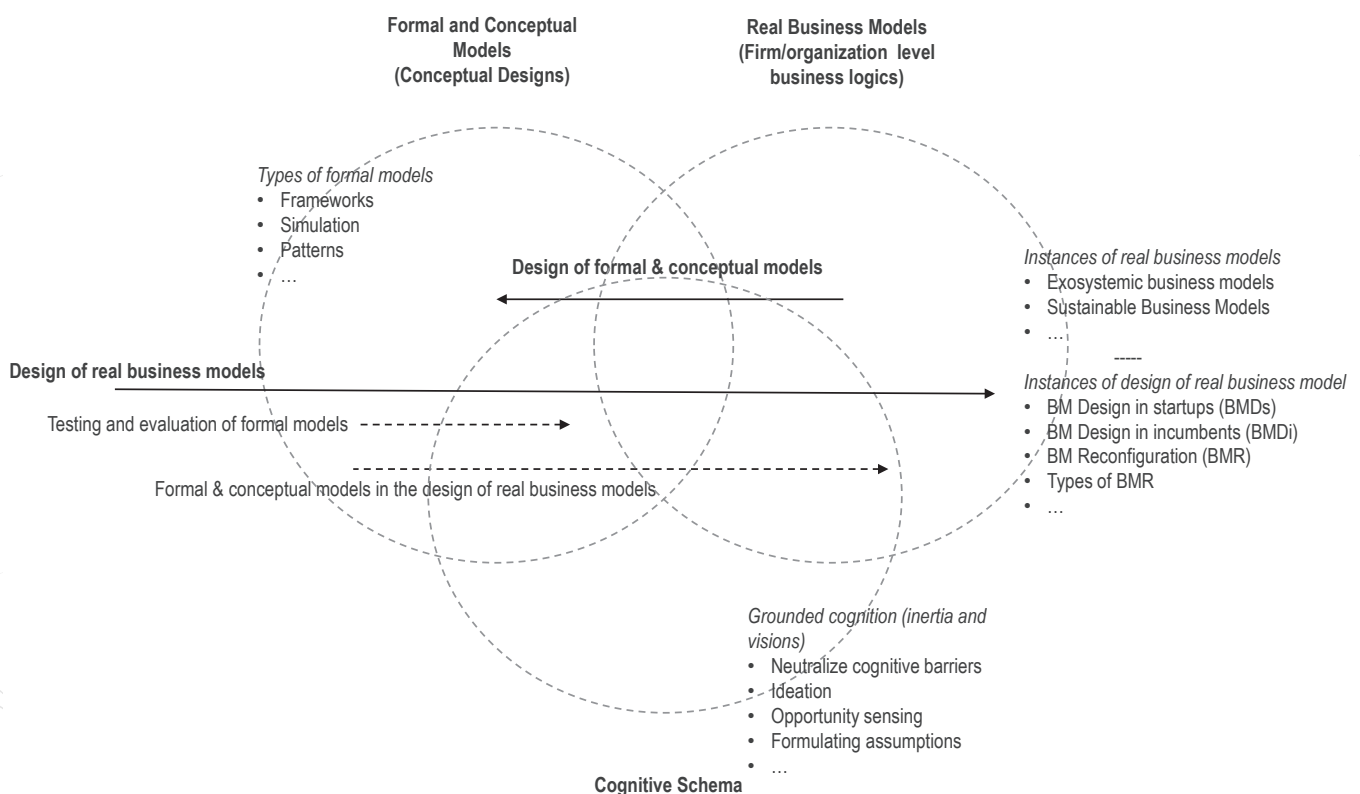 Formal and Conceptual
Models
(Conceptual Designs)
Real Business Models
(Firm/organization level
business logics)
Types of formal models
• Frameworks
• Simulation
• Patterns
• …
Design of formal & conceptual models
Instances of real business models
• Exosystemic business models
• Sustainable Business Models
• …
-----
Instances of design of real business model
• BM Design in startups (BMDs)
• BM Design in incumbents (BMDi)
• BM Reconfiguration (BMR)
• Types of BMR
• …
Design of real business models
Testing and evaluation of formal models
Formal & conceptual models in the design of real business models
Grounded cognition (inertia and
visions)
• Neutralize cognitive barriers
• Ideation
• Opportunity sensing
• Formulating assumptions
• …
Cognitive Schema